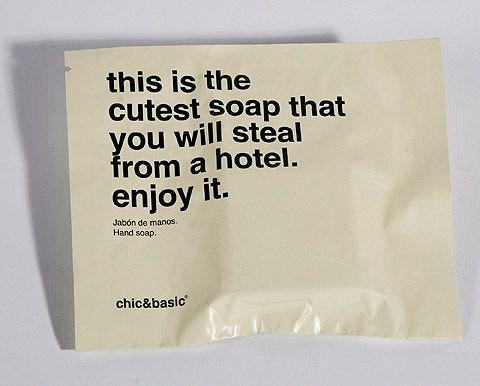 this is the
cutest soap that
you will steal
from a hotel.
enjoy it.
Jabón de manos.
Hand soap.
chic&basic®